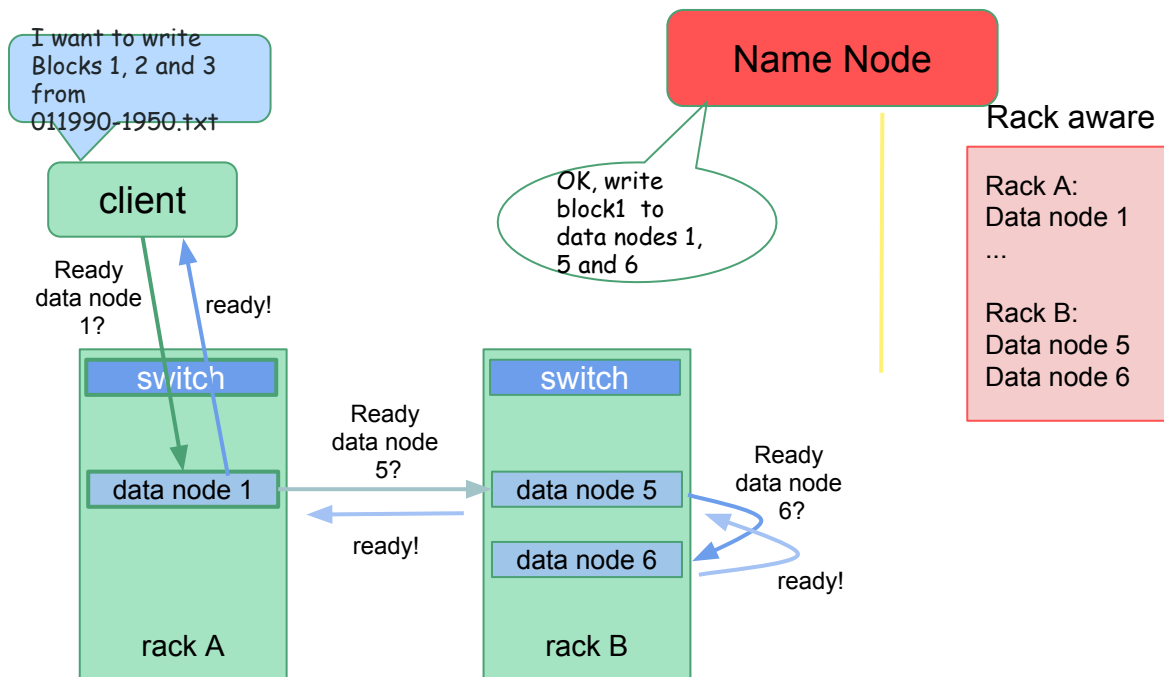 I want to write
Blocks 1, 2 and 3
from
011990-1950.txt
client
Name Node
OK, write
block1 to
data nodes 1,
5 and 6
Rack aware
Rack A:
Data node 1
...
Rack B:
Data node 5
Data node 6
Ready
data node
1?
ready!
switch
data node 1
rack A
Ready
data node
5?
ready!
switch
data node 5
data node 6
rack B
Ready
data node
6?
ready!